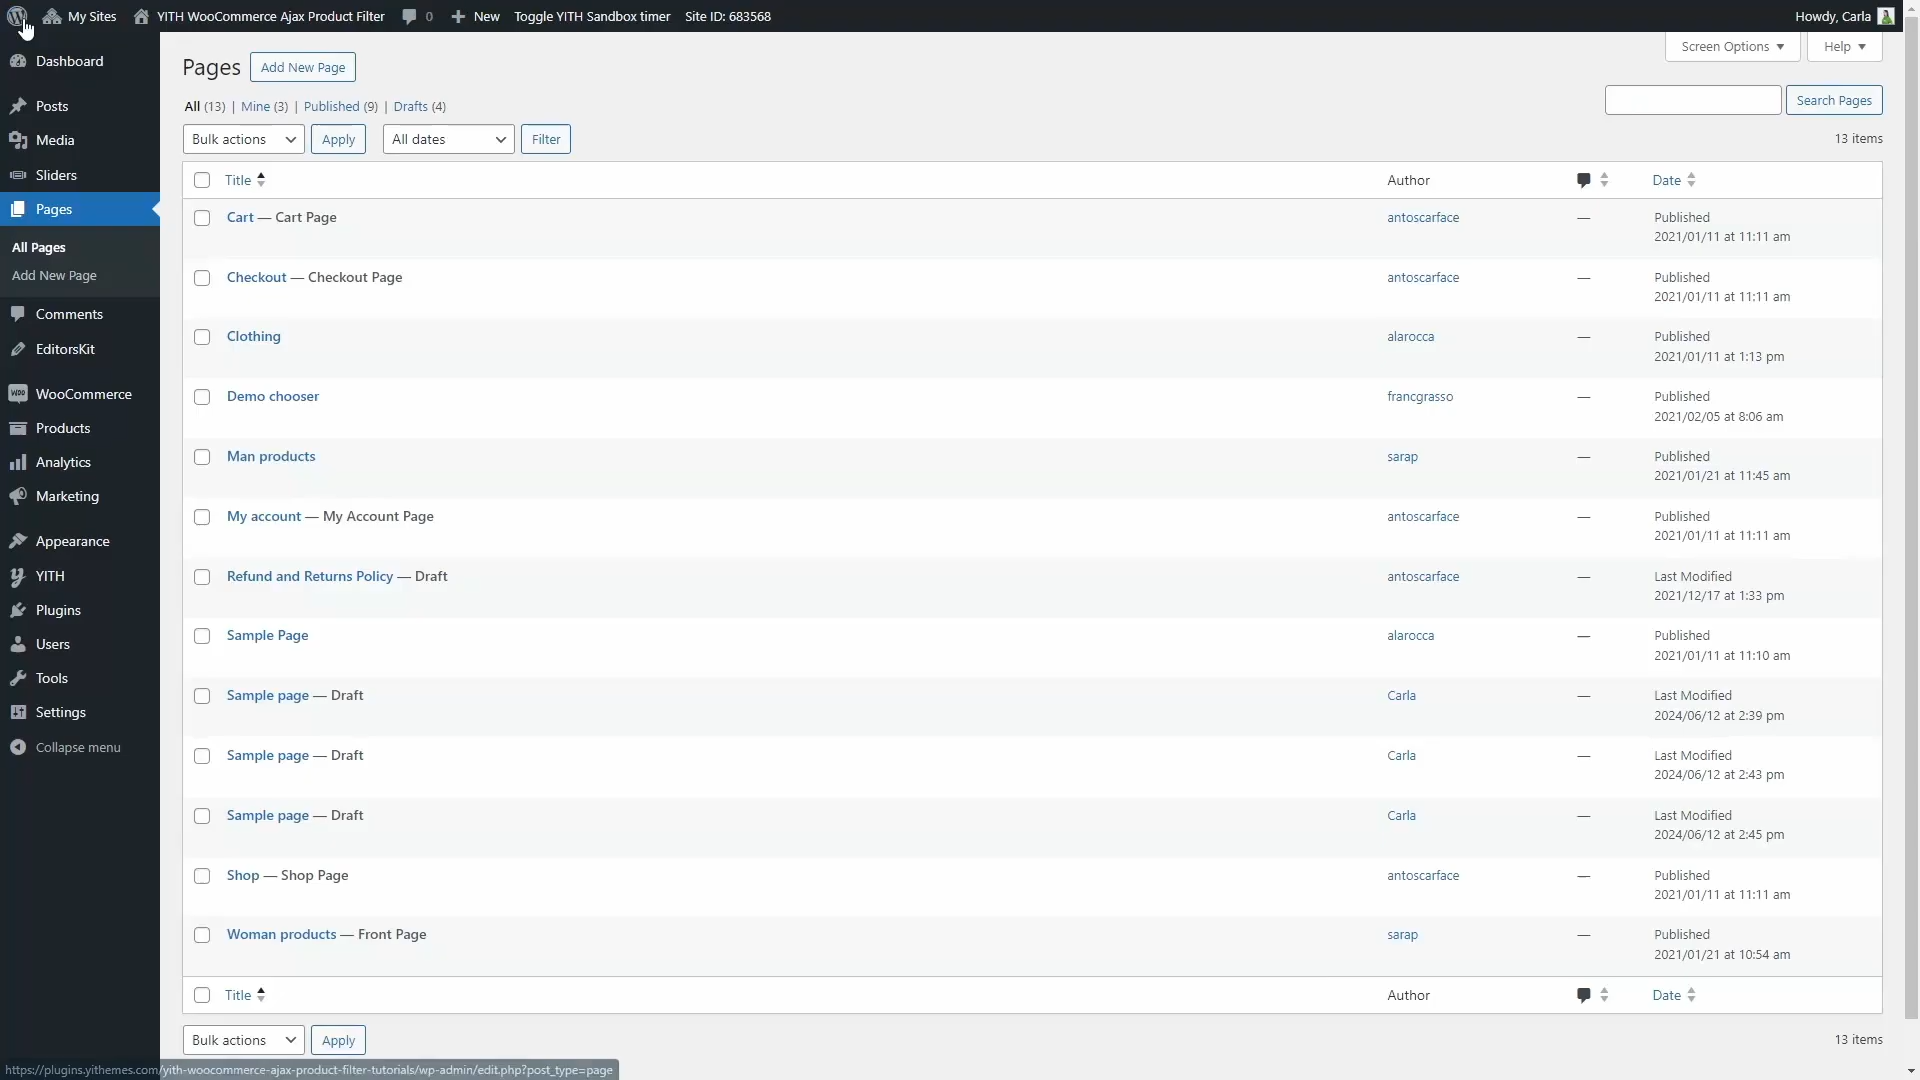 My Sites YITH WooCommerce Ajax Product Filter 0 New Toggle YITH Sandbox timer Site ID: 683568 Howdy, Carla
Dashboard
Posts
Media
Sliders
Pages
All Pages
Add New Page
Comments
EditorsKit
woo WooCommerce
Products
Analytics
Marketing
Appearance
YITH
Plugins
Users
Tools
Settings
Collapse menu
Screen Options Help
Pages Add New Page
All (13) | Mine (3) | Published (9) | Drafts (4)
Search Pages
Bulk actions Apply All dates Filter 13 items
Title Author Date
Cart — Cart Page antoscarface — Published
2021/01/11 at 11:11 am
Checkout — Checkout Page antoscarface — Published
2021/01/11 at 11:11 am
Clothing alarocca — Published
2021/01/11 at 1:13 pm
Demo chooser francgrasso — Published
2021/02/05 at 8:06 am
Man products sarap — Published
2021/01/21 at 11:45 am
My account — My Account Page antoscarface — Published
2021/01/11 at 11:11 am
Refund and Returns Policy — Draft antoscarface — Last Modified
2021/12/17 at 1:33 pm
Sample Page alarocca — Published
2021/01/11 at 11:10 am
Sample page — Draft Carla — Last Modified
2024/06/12 at 2:39 pm
Sample page — Draft Carla — Last Modified
2024/06/12 at 2:43 pm
Sample page — Draft Carla — Last Modified
2024/06/12 at 2:45 pm
Shop — Shop Page antoscarface — Published
2021/01/11 at 11:11 am
Woman products — Front Page sarap — Published
2021/01/21 at 10:54 am
Title Author Date
Bulk actions Apply 13 items
https://plugins.yithemes.com/yith-woocommerce-ajax-product-filter-tutorials/wp-admin/edit.php?post_type=page